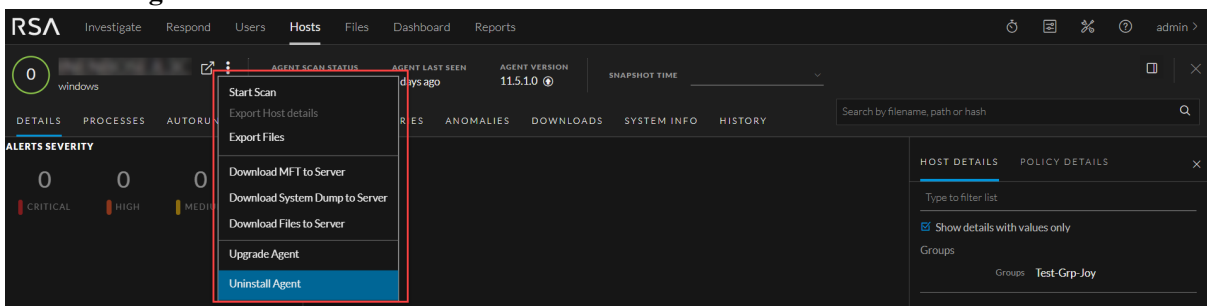 RSA Investigate Respond Users Hosts Files Dashboard Reports admin >
0 windows
AGENT SCAN STATUS AGENT LAST SEEN AGENT VERSION SNAPSHOT TIME
days ago 11.5.1.0
Start Scan
Export Host details
Export Files
Download MFT to Server
Download System Dump to Server
Download Files to Server
Upgrade Agent
Uninstall Agent
DETAILS PROCESSES AUTORUN RIES ANOMALIES DOWNLOADS SYSTEM INFO HISTORY
Search by filename, path or hash
ALERTS SEVERITY
0 0 0
CRITICAL HIGH MEDIU
HOST DETAILS POLICY DETAILS
Type to filter list
Show details with values only
Groups
Groups Test-Grp-Joy